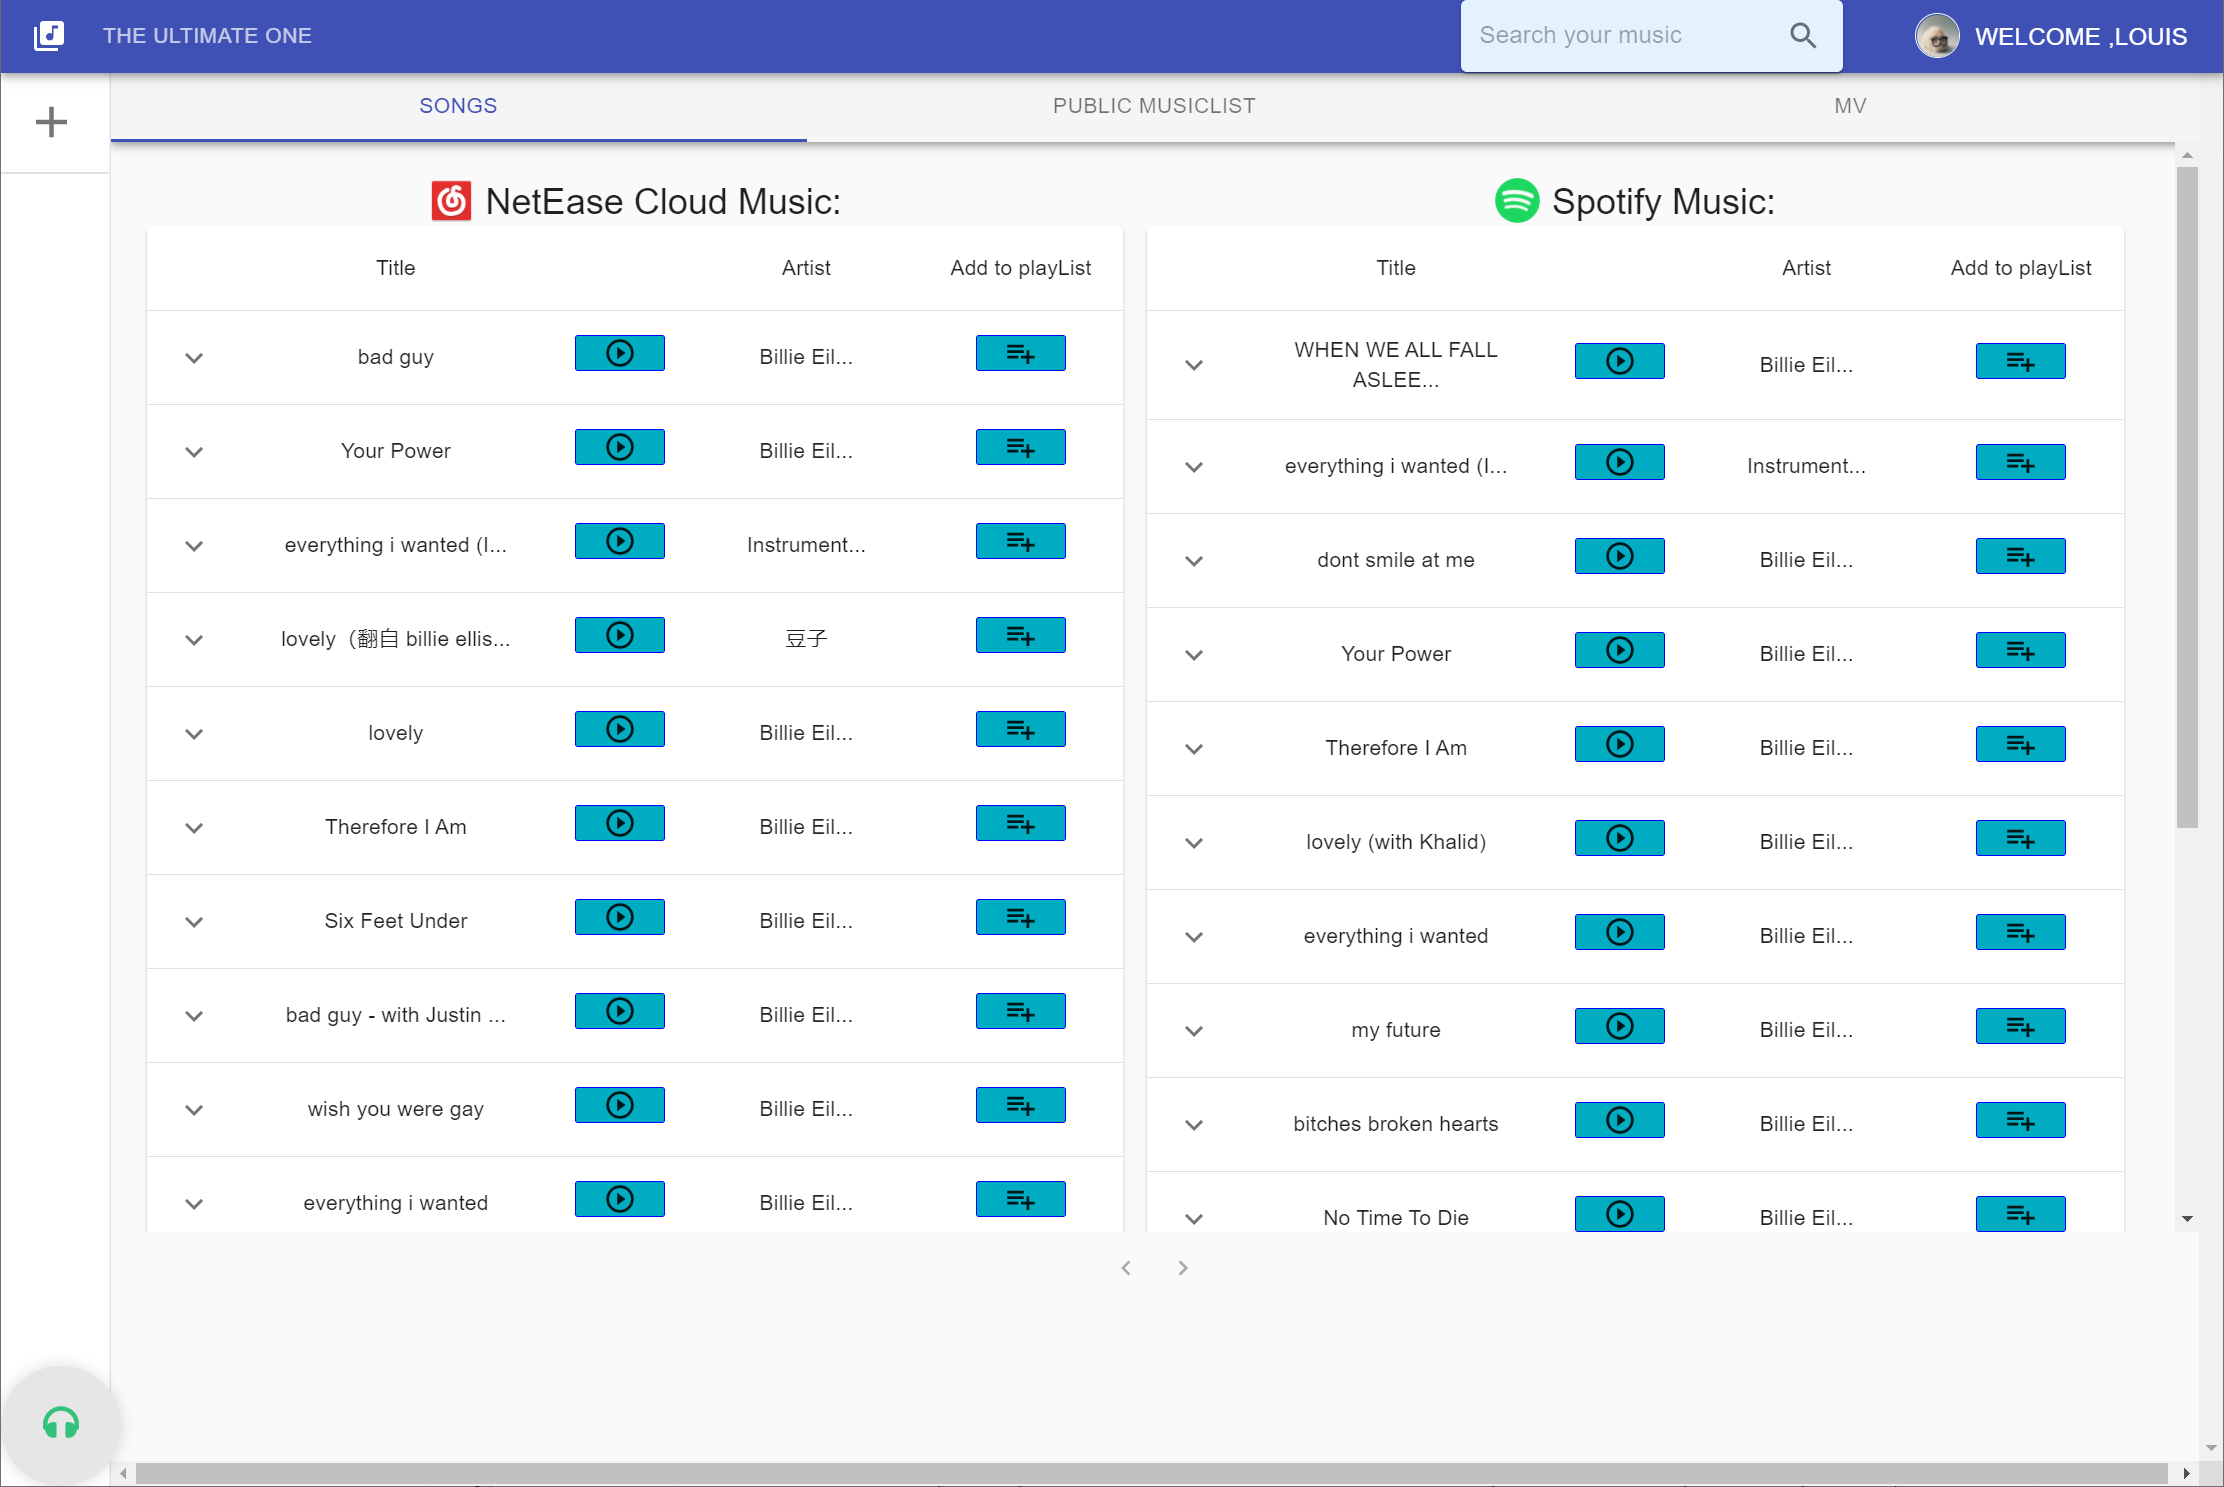 THE ULTIMATE ONE
Search your music
WELCOME ,LOUIS
SONGS
PUBLIC MUSICLIST
MV
NetEase Cloud Music:
Title Artist Add to playList
bad guy Billie Eil...
Your Power Billie Eil...
everything i wanted (I... Instrument...
lovely（翻自 billie ellis... 豆子
lovely Billie Eil...
Therefore I Am Billie Eil...
Six Feet Under Billie Eil...
bad guy - with Justin ... Billie Eil...
wish you were gay Billie Eil...
everything i wanted Billie Eil...
Spotify Music:
Title Artist Add to playList
WHEN WE ALL FALL
ASLEE... Billie Eil...
everything i wanted (I... Instrument...
dont smile at me Billie Eil...
Your Power Billie Eil...
Therefore I Am Billie Eil...
lovely (with Khalid) Billie Eil...
everything i wanted Billie Eil...
my future Billie Eil...
bitches broken hearts Billie Eil...
No Time To Die Billie Eil...